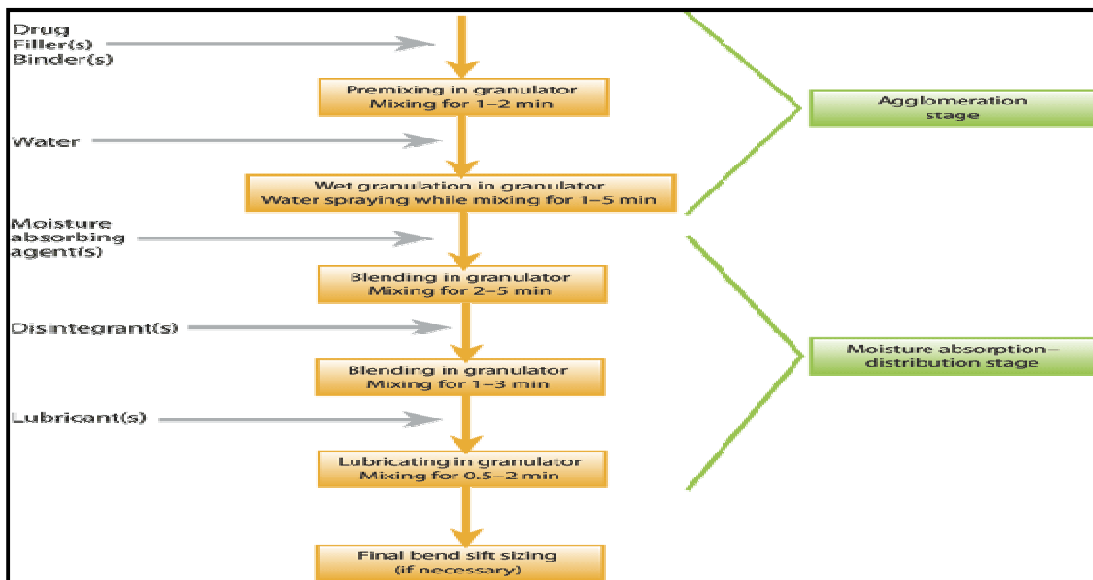 Drug
Filler(s)
Binder(s)
Premixing in granulator
Mixing for 1–2 min
Agglomeration
stage
Water
Wet granulation in granulator
Water spraying while mixing for 1–5 min
Moisture
absorbing
agent(s)
Blending in granulator
Mixing for 2–5 min
Disintegrant(s)
Moisture absorption–
distribution stage
Blending in granulator
Mixing for 1–3 min
Lubricant(s)
Lubricating in granulator
Mixing for 0.5–2 min
Final bend sift sizing
(if necessary)